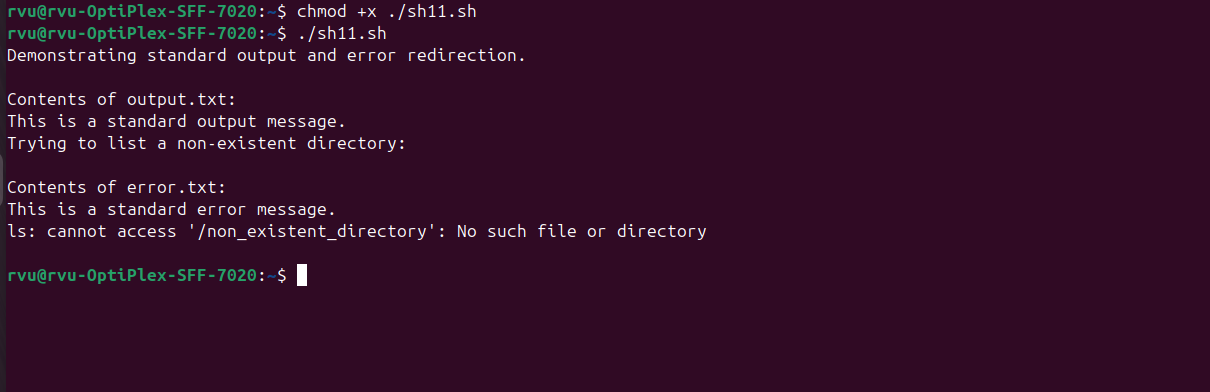 rvu@rvu-OptiPlex-SFF-7020:~$ chmod +x ./sh11.sh
rvu@rvu-OptiPlex-SFF-7020:~$ ./sh11.sh
Demonstrating standard output and error redirection.
Contents of output.txt:
This is a standard output message.
Trying to list a non-existent directory:
Contents of error.txt:
This is a standard error message.
ls: cannot access '/non_existent_directory': No such file or directory
rvu@rvu-OptiPlex-SFF-7020:~$